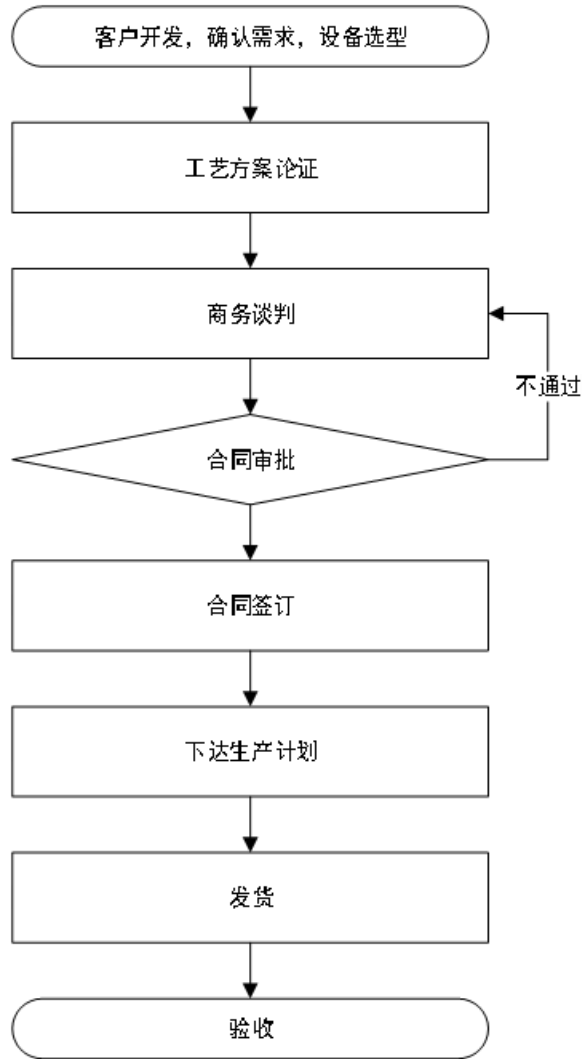 客户开发，确认需求，设备选型
工艺方案论证
商务谈判
不通过
合同审批
合同签订
下达生产计划
发货
验收